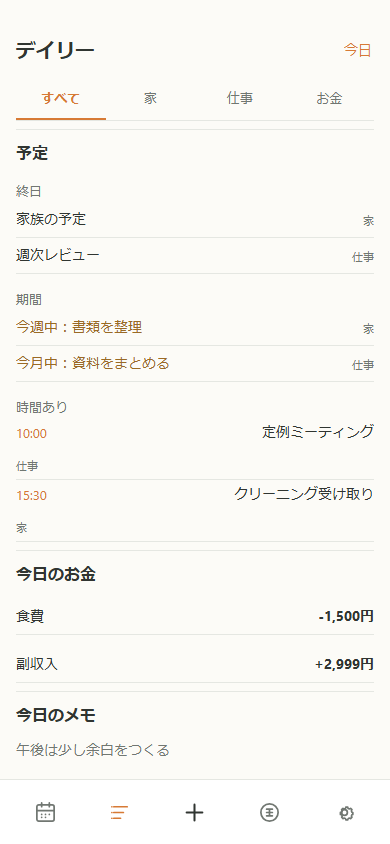 デイリー 今日
すべて 家 仕事 お金
予定
終日
家族の予定 家
週次レビュー 仕事
期間
今週中：書類を整理 家
今月中：資料をまとめる 仕事
時間あり
10:00 定例ミーティング
仕事
15:30 クリーニング受け取り
家
今日のお金
食費 -1,500円
副収入 +2,999円
今日のメモ
午後は少し余白をつくる